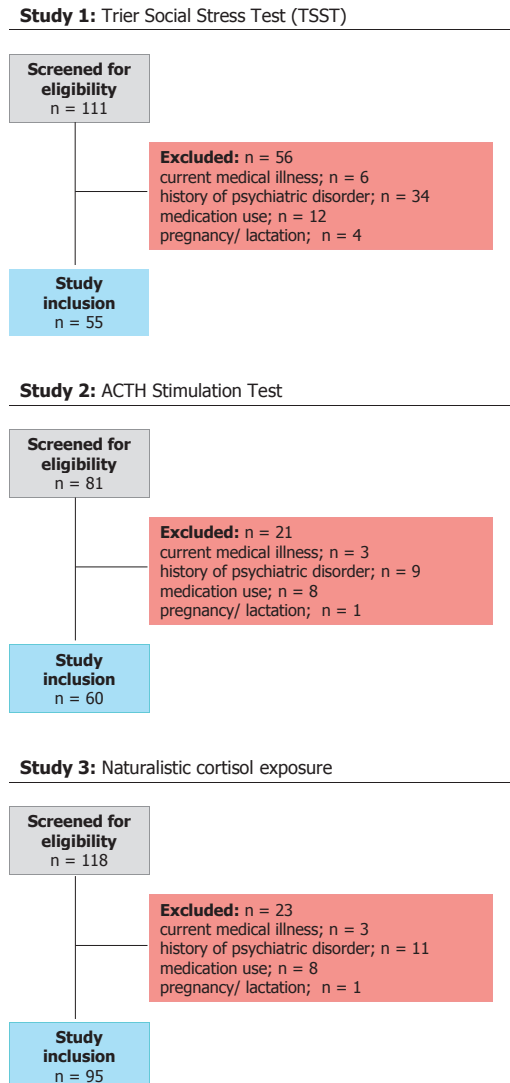 Study 1: Trier Social Stress Test (TSST)
Screened for
eligibility
n = 111
Excluded: n = 56
current medical illness; n = 6
history of psychiatric disorder; n = 34
medication use; n = 12
pregnancy/ lactation;  n = 4
Study
inclusion
n = 55
Study 2: ACTH Stimulation Test
Screened for
eligibility
n = 81
Excluded: n = 21
current medical illness; n = 3
history of psychiatric disorder; n = 9
medication use; n = 8
pregnancy/ lactation;  n = 1
Study
inclusion
n = 60
Study 3: Naturalistic cortisol exposure
Screened for
eligibility
n = 118
Excluded: n = 23
current medical illness; n = 3
history of psychiatric disorder; n = 11
medication use; n = 8
pregnancy/ lactation;  n = 1
Study
inclusion
n = 95